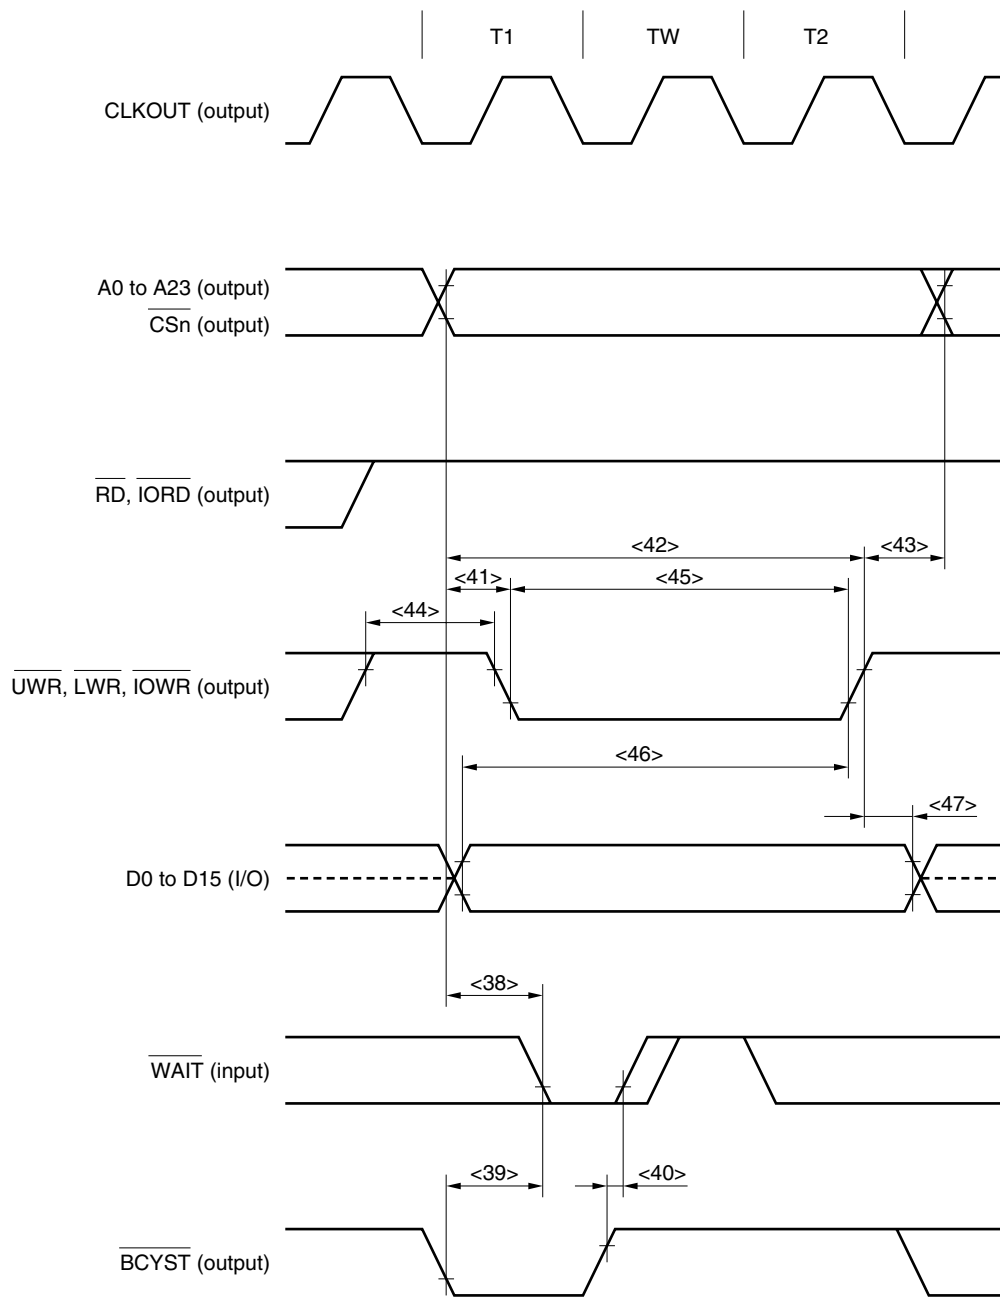 T1 TW T2
CLKOUT (output)
A0 to A23 (output)
CSn (output)
RD, IORD (output)
<42> <43>
<41> <45>
<44>
UWR, LWR, IOWR (output)
<46>
<47>
D0 to D15 (I/O)
<38>
WAIT (input)
<39> <40>
BCYST (output)